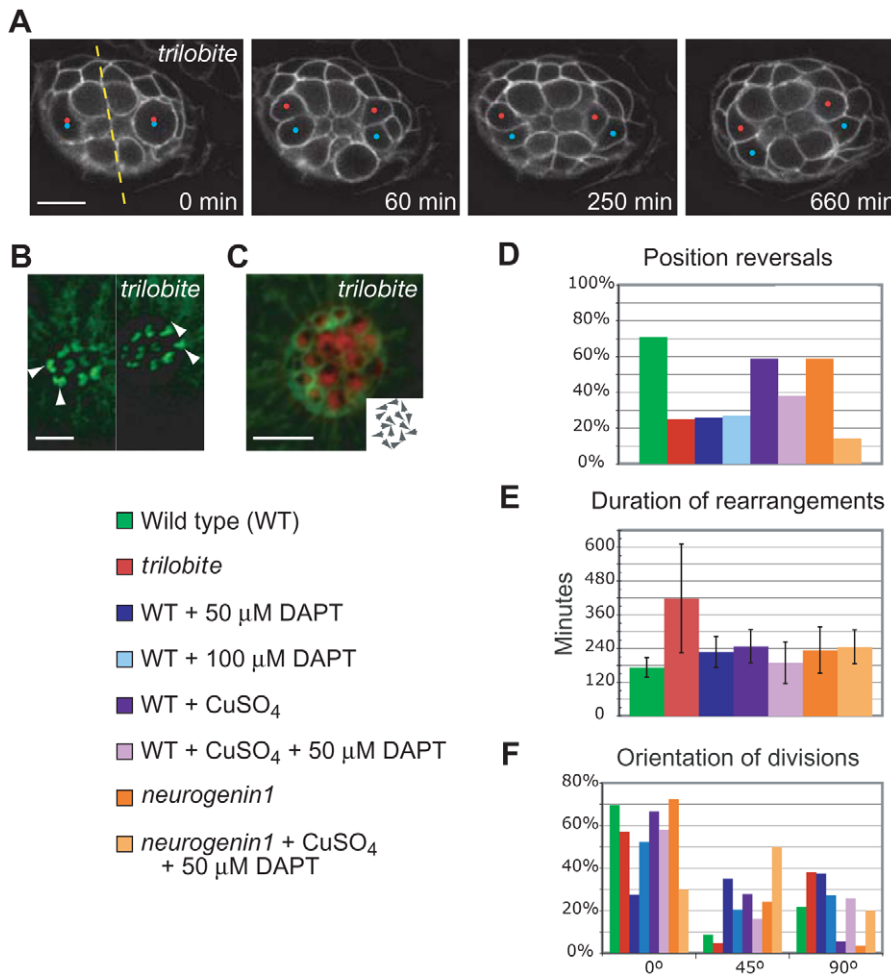 A
trilobite
0 min
60 min
250 min
660 min
B
trilobite
C
trilobite
D
Position reversals
100%
80%
60%
40%
20%
0%
Wild type (WT)
trilobite
WT + 50 µM DAPT
WT + 100 µM DAPT
WT + CuSO4
WT + CuSO4 + 50 µM DAPT
neurogenin1
neurogenin1 + CuSO4
+ 50 µM DAPT
E
Duration of rearrangements
Minutes
600
480
360
240
120
0
F
Orientation of divisions
80%
60%
40%
20%
0%
0º
45º
90º